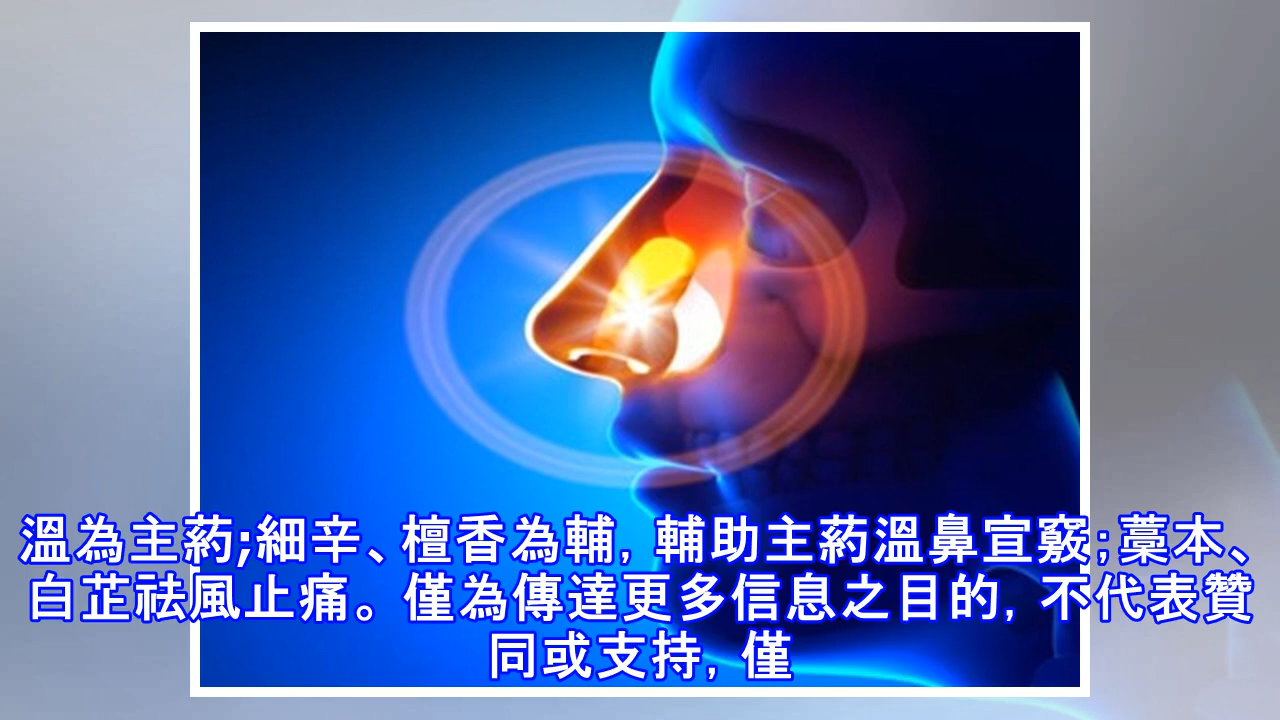 溫為主葯;細辛、檀香為輔,輔助主葯溫鼻宣竅;藁本、
白芷祛風止痛。僅為傳達更多信息之目的,不代表贊
同或支持,僅